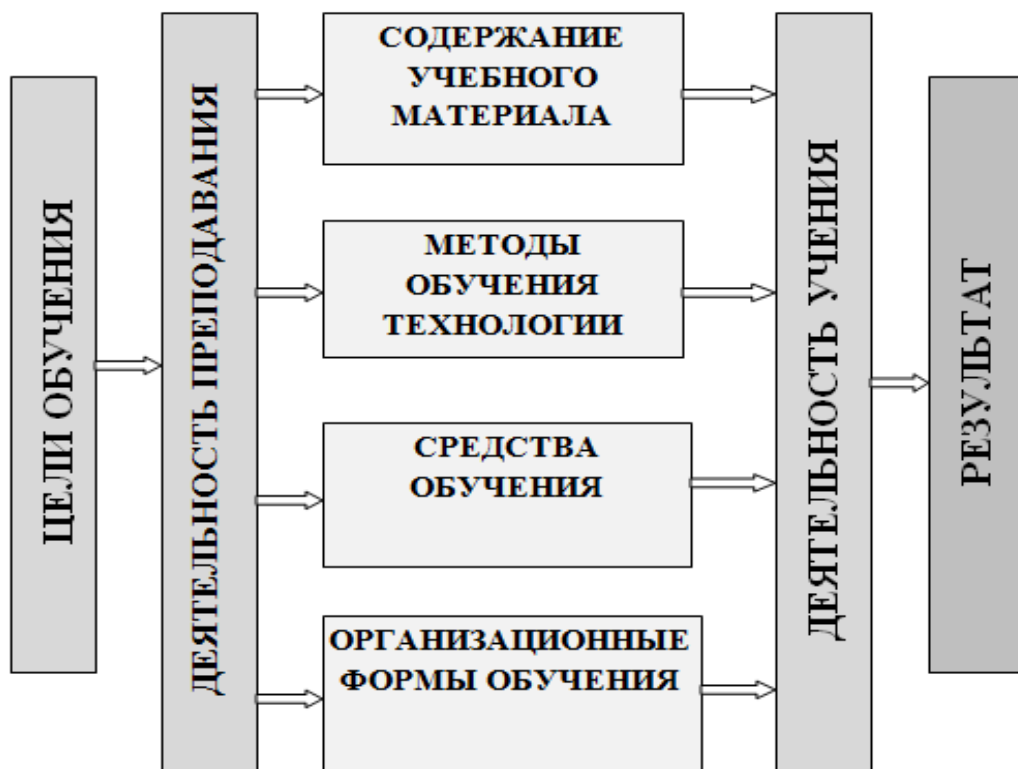 ЦЕЛИ ОБУЧЕНИЯ
ДЕЯТЕЛЬНОСТЬ ПРЕПОДАВАНИЯ
СОДЕРЖАНИЕ
УЧЕБНОГО
МАТЕРИАЛА
МЕТОДЫ
ОБУЧЕНИЯ
ТЕХНОЛОГИИ
СРЕДСТВА
ОБУЧЕНИЯ
ОРГАНИЗАЦИОННЫЕ
ФОРМЫ ОБУЧЕНИЯ
ДЕЯТЕЛЬНОСТЬ УЧЕНИЯ
РЕЗУЛЬТАТ